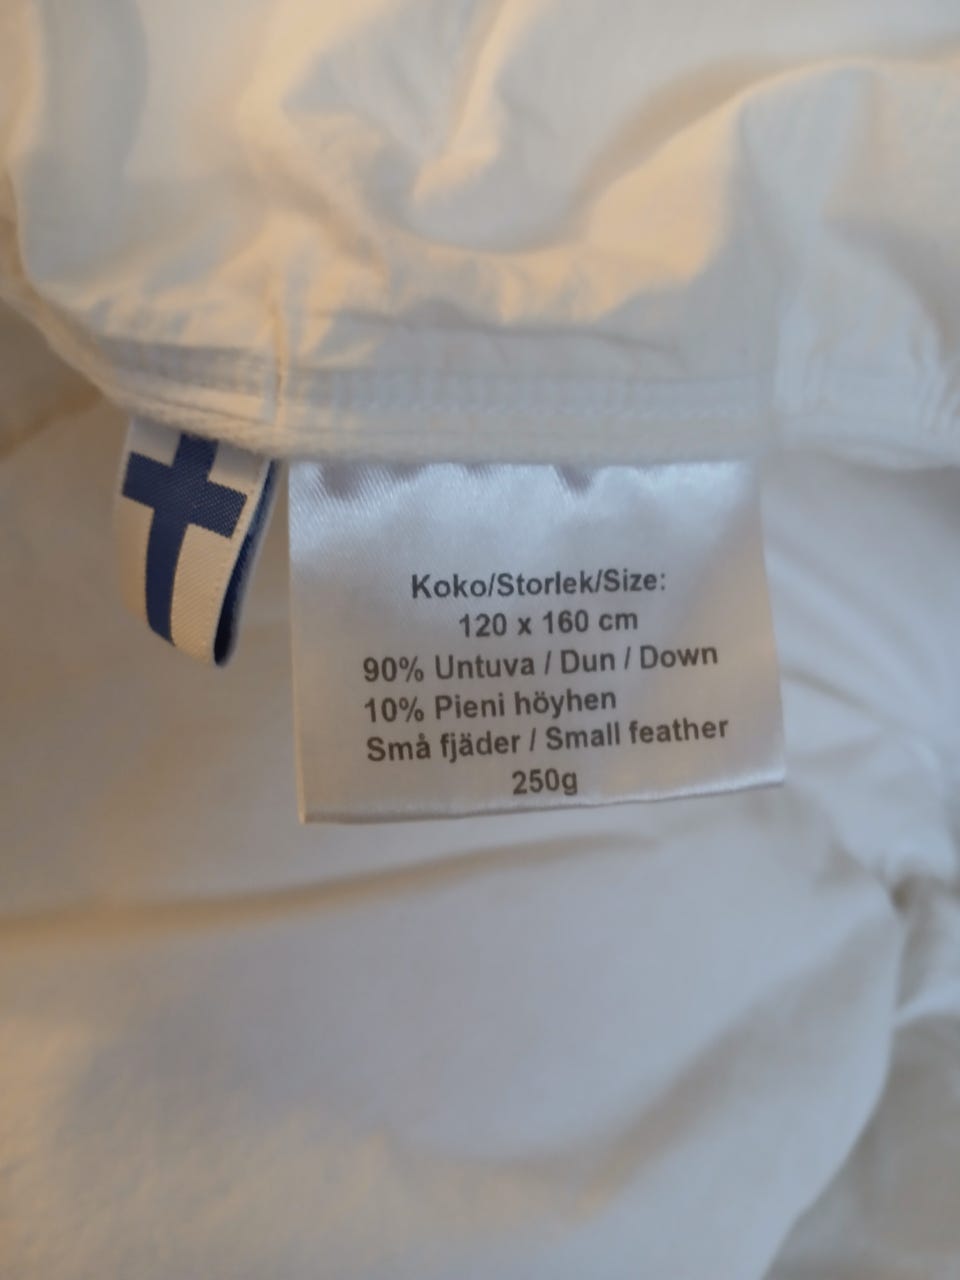 Koko/Storlek/Size:
120 x 160 cm
90% Untuva / Dun / Down
10% Pieni höyhen
Små fjäder / Small feather
250g